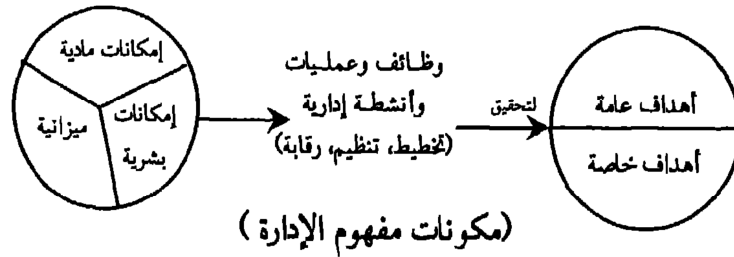 إمكانات مادية
ميزانية
إمكانات
بشرية
وظائف وعمليات
وأنشطة إدارية
(تخطيط، تنظيم، رقابة)
لتحقيق
أهداف عامة
أهداف خاصة
(مكونات مفهوم الإدارة )